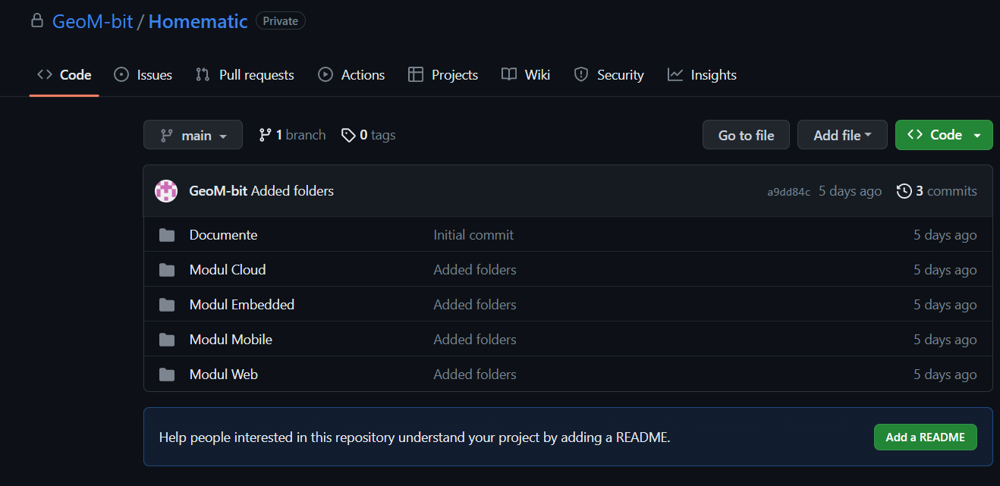 GeoM-bit / Homematic Private
Code Issues Pull requests Actions Projects Wiki Security Insights
main 1 branch 0 tags Go to file Add file Code
GeoM-bit Added folders a9dd84c 5 days ago 3 commits
Documente Initial commit 5 days ago
Modul Cloud Added folders 5 days ago
Modul Embedded Added folders 5 days ago
Modul Mobile Added folders 5 days ago
Modul Web Added folders 5 days ago
Help people interested in this repository understand your project by adding a README. Add a README